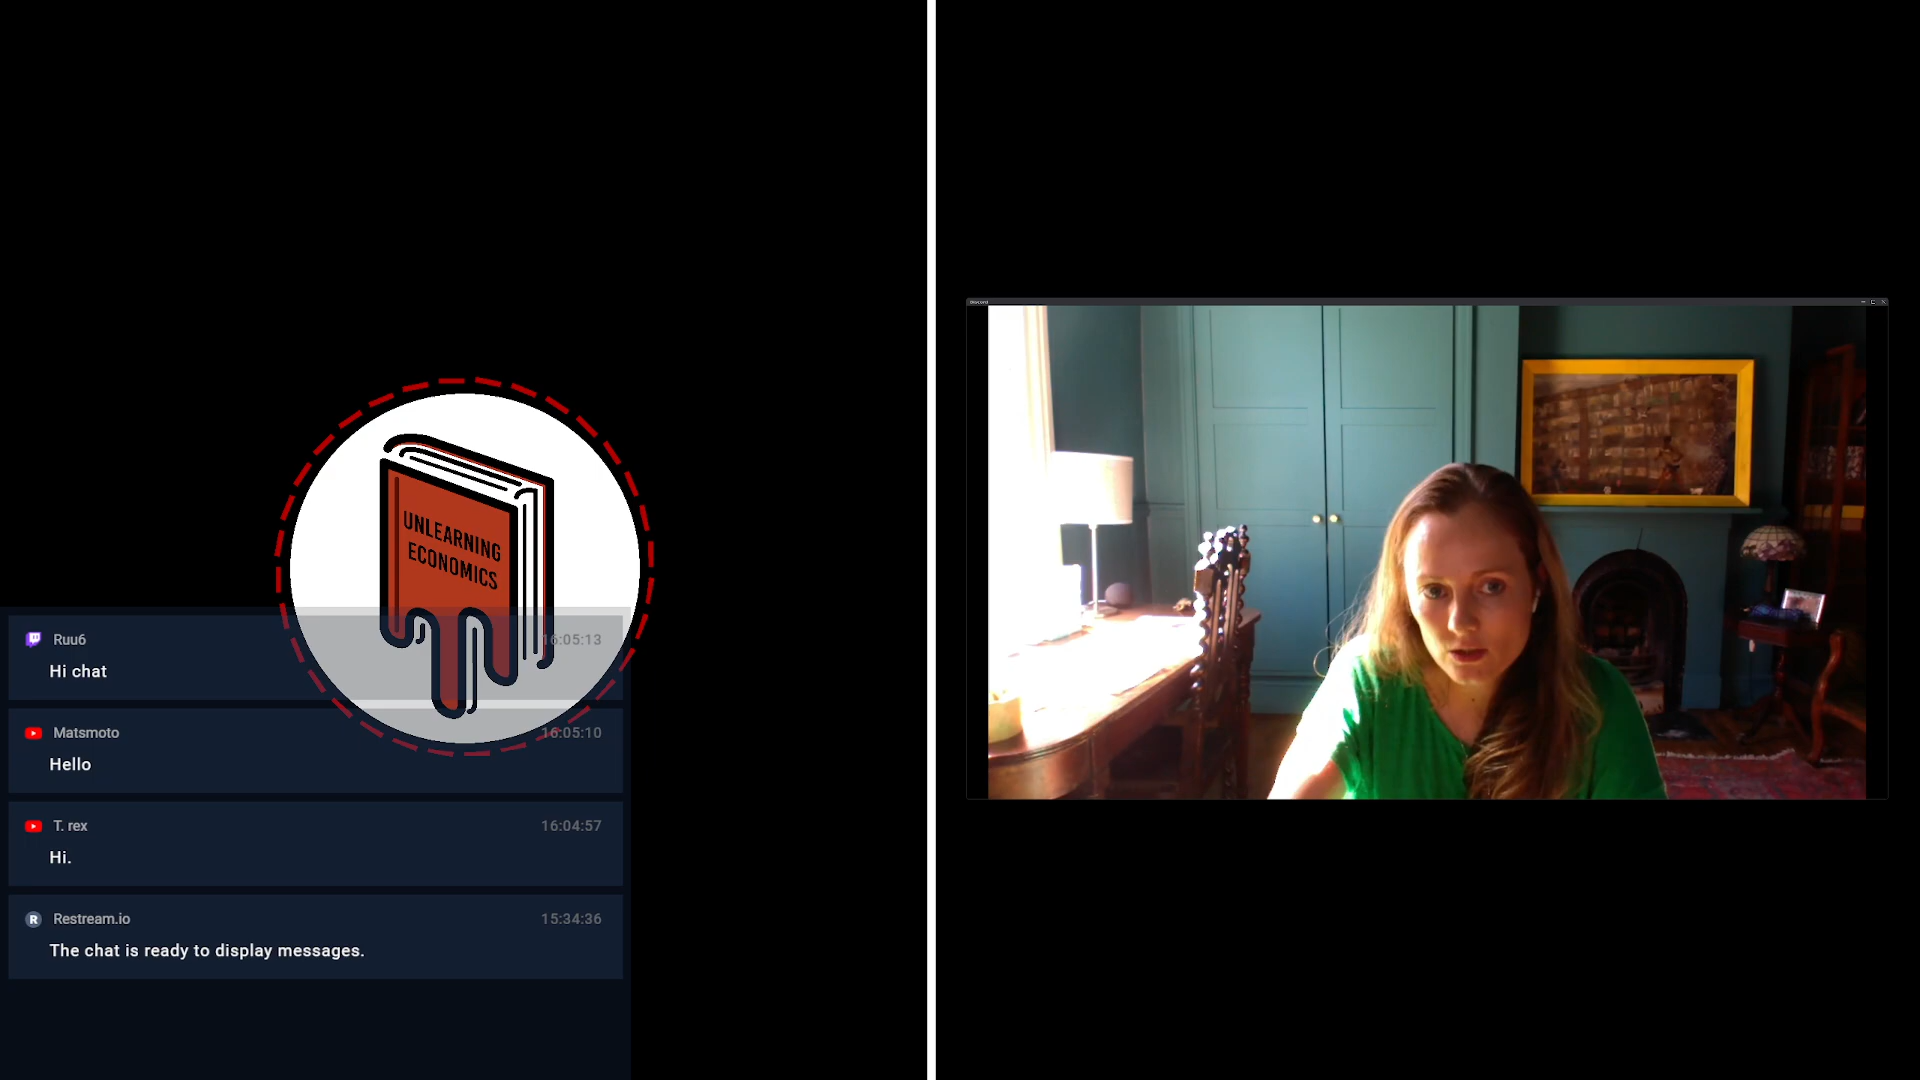 UNLEARNING
ECONOMICS
Ruu6 16:05:13
Hi chat
Matsmoto 16:05:10
Hello
T. rex 16:04:57
Hi.
R Restream.io 15:34:36
The chat is ready to display messages.
Discord